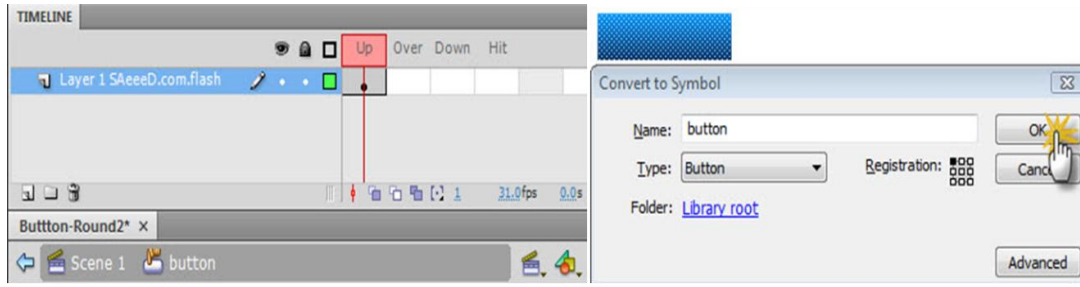 TIMELINE
Up Over Down Hit
Layer 1 SAeeeD.com.flash
1 31.0fps 0.0s
Buttton-Round2* ×
Scene 1 button
Convert to Symbol
Name: button
OK
Type: Button
Registration:
Folder: Library root
Advanced